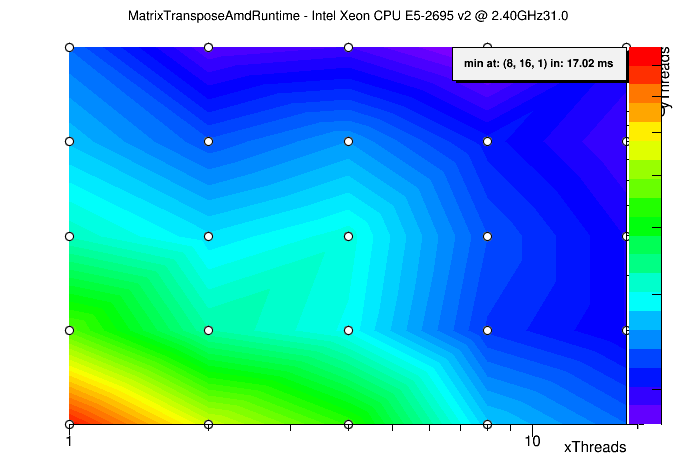 MatrixTransposeAmdRuntime - Intel Xeon CPU E5-2695 v2 @ 2.40GHz31.0
min at: (8, 16, 1) in: 17.02 ms
yThreads
1
10
xThreads